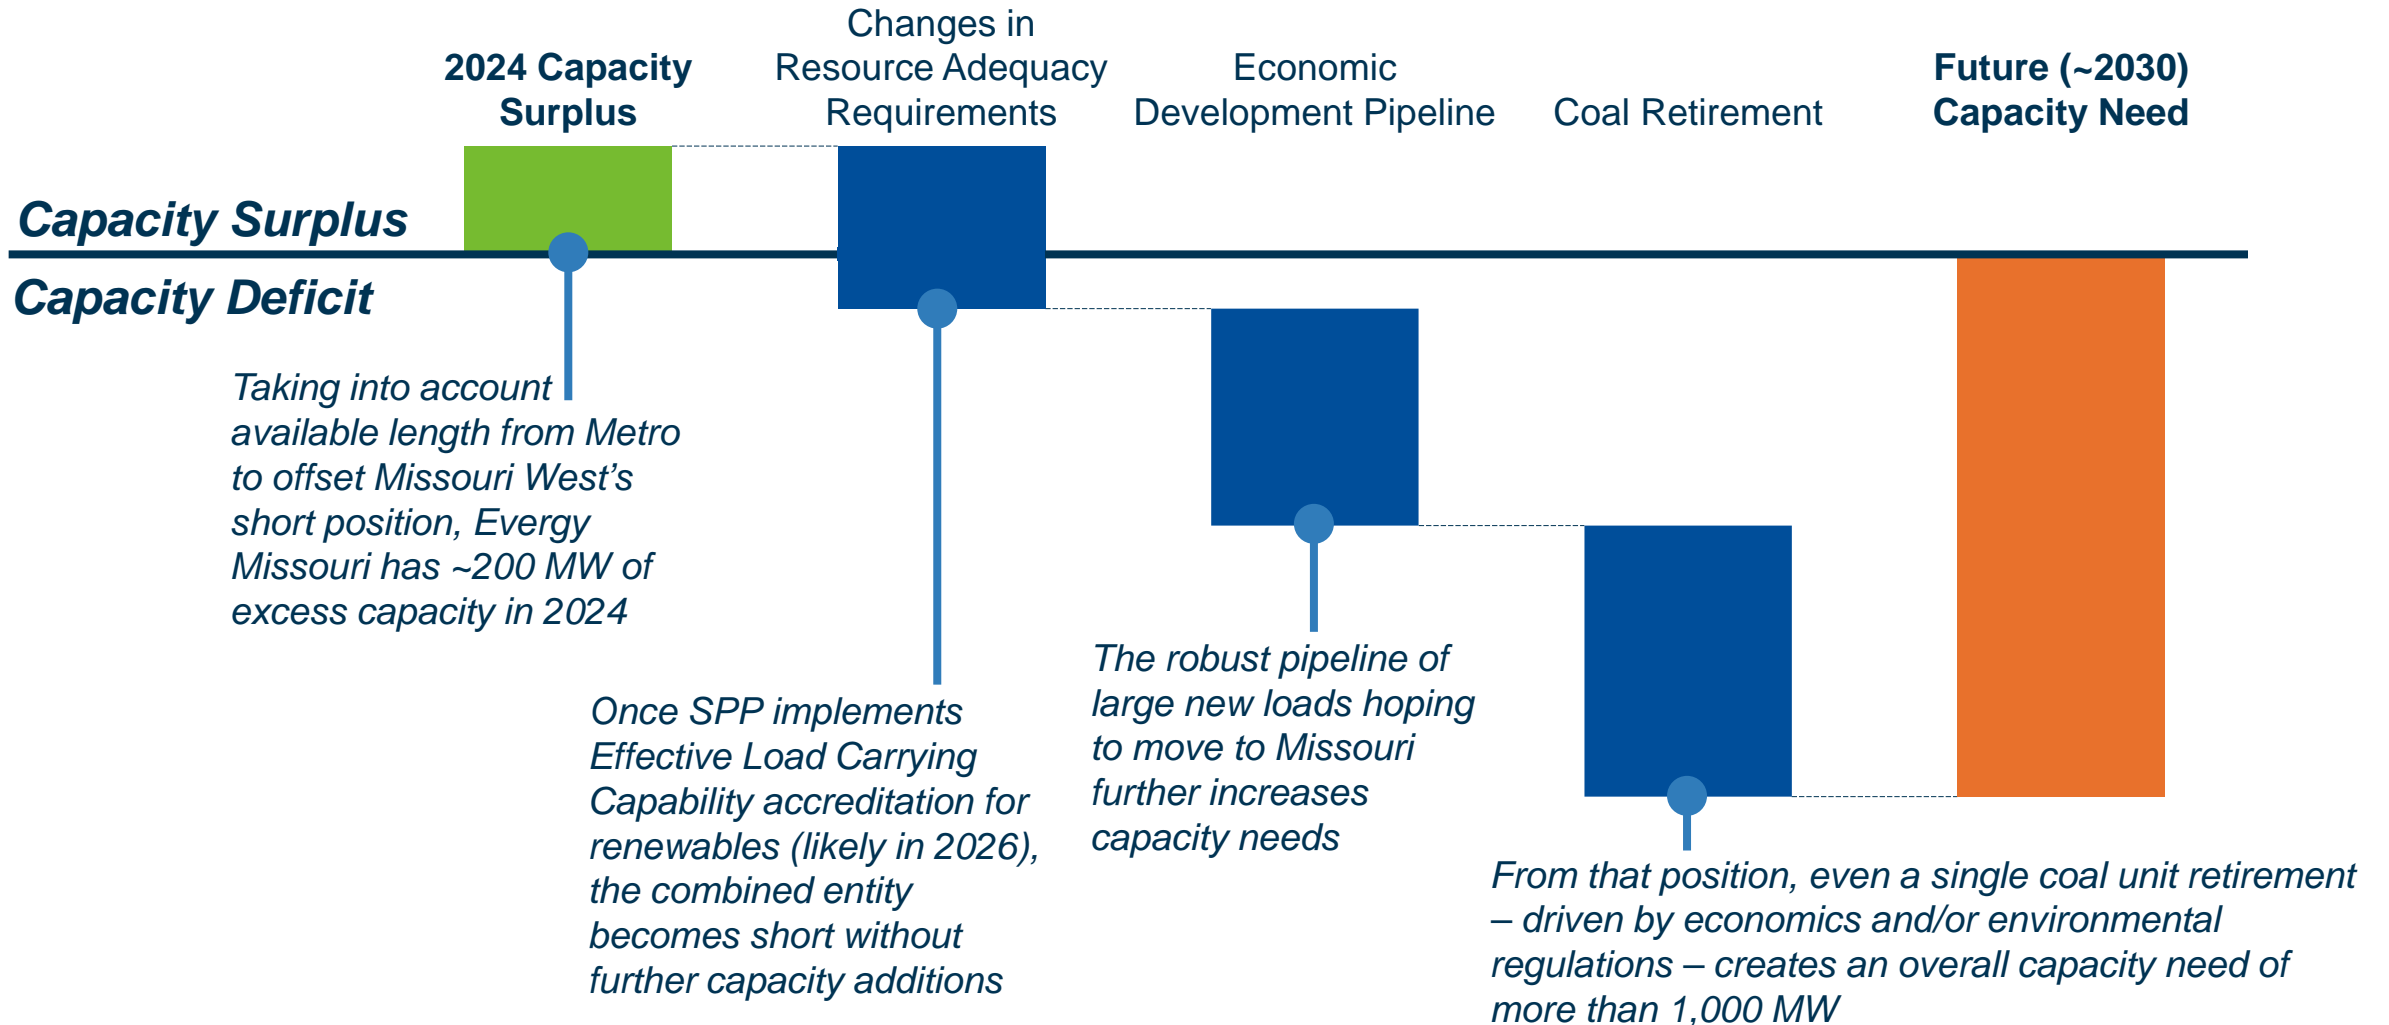 2024 Capacity
Surplus
Changes in
Resource Adequacy
Requirements
Economic
Development Pipeline
Coal Retirement
Future (~2030)
Capacity Need
Capacity Surplus
Capacity Deficit
Taking into account
available length from Metro
to offset Missouri West’s
short position, Evergy
Missouri has ~200 MW of
excess capacity in 2024
Once SPP implements
Effective Load Carrying
Capability accreditation for
renewables (likely in 2026),
the combined entity
becomes short without
further capacity additions
The robust pipeline of
large new loads hoping
to move to Missouri
further increases
capacity needs
From that position, even a single coal unit retirement
– driven by economics and/or environmental
regulations – creates an overall capacity need of
more than 1,000 MW